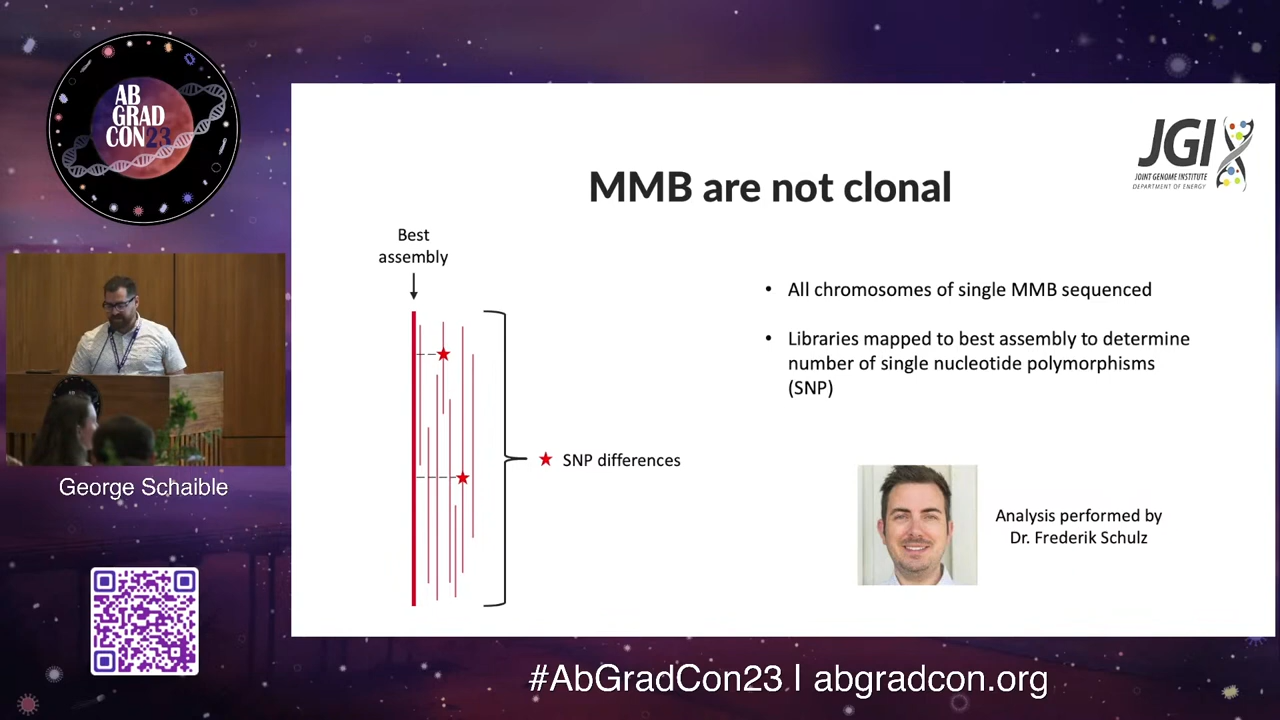 AB
GRAD
CON23
George Schaible
JGI
JOINT GENOME INSTITUTE
DEPARTMENT OF ENERGY
MMB are not clonal
Best
assembly
SNP differences
• All chromosomes of single MMB sequenced
• Libraries mapped to best assembly to determine
number of single nucleotide polymorphisms
(SNP)
Analysis performed by
Dr. Frederik Schulz
#AbGradCon23 | abgradcon.org